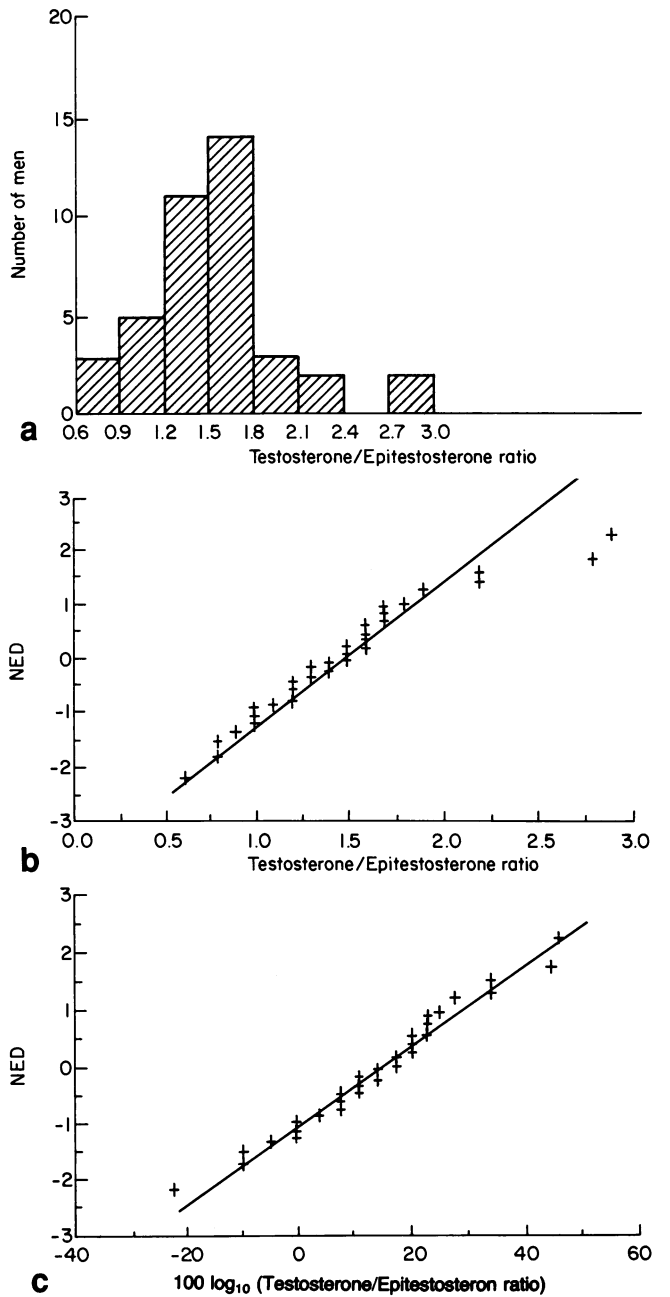 20
15
Number of men
10
5
0
a
0.6 0.9 1.2 1.5 1.8 2.1 2.4 2.7 3.0
Testosterone/Epitestosterone ratio
3
2
1
NED
0
-1
-2
-3
0.0 0.5 1.0 1.5 2.0 2.5 3.0
b
Testosterone/Epitestosterone ratio
3
2
1
NED
0
-1
-2
-3
-40 -20 0 20 40 60
c
100 log₁₀ (Testosterone/Epitestosteron ratio)